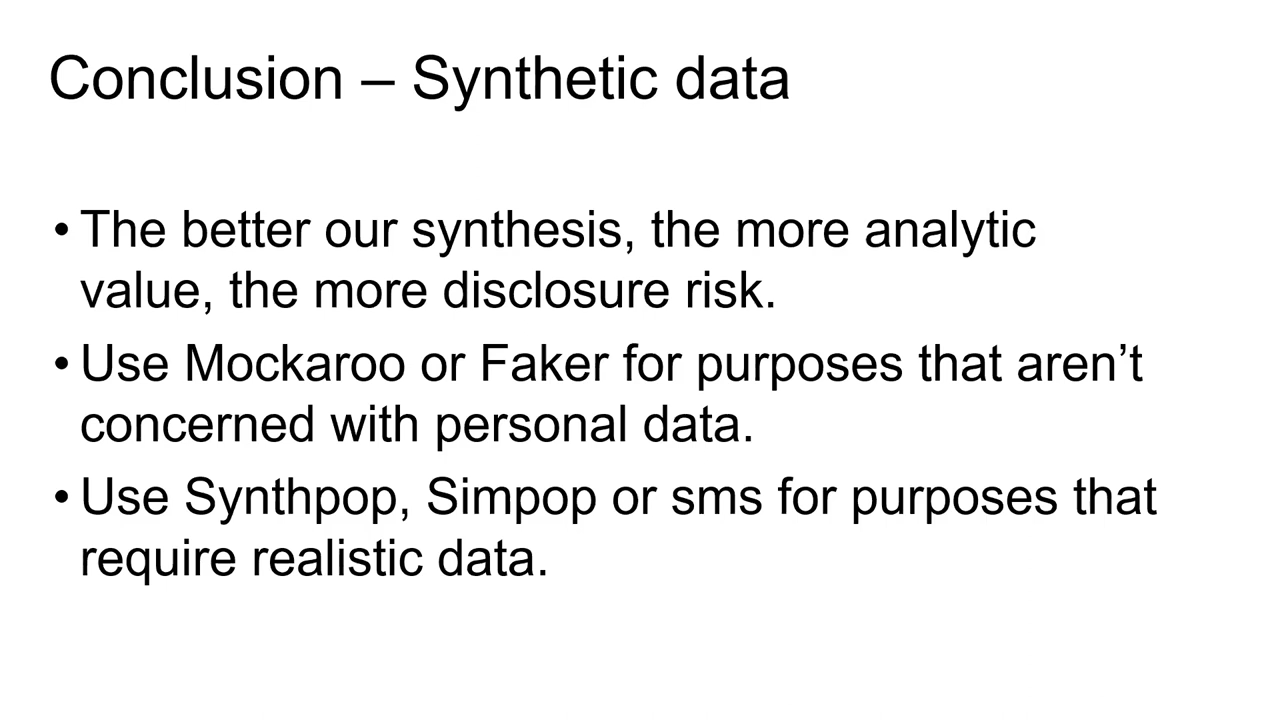 Conclusion – Synthetic data
• The better our synthesis, the more analytic
value, the more disclosure risk.
• Use Mockaroo or Faker for purposes that aren’t
concerned with personal data.
• Use Synthpop, Simpop or sms for purposes that
require realistic data.